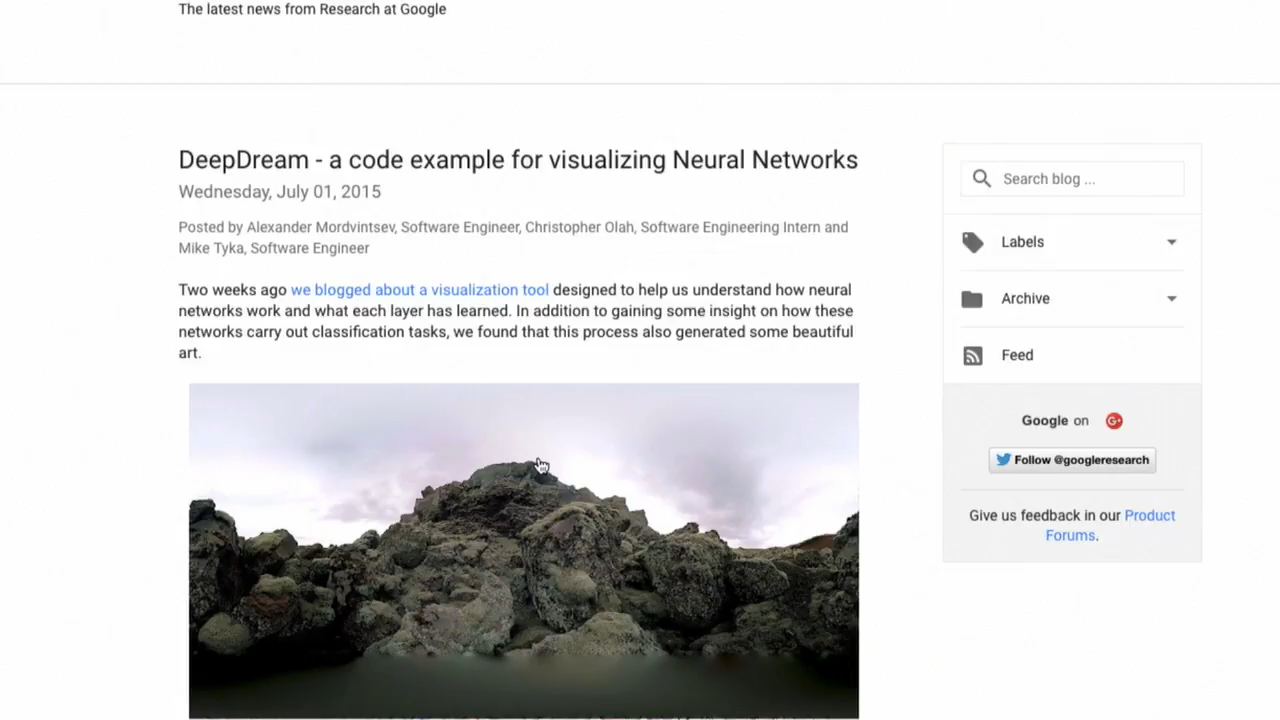 The latest news from Research at Google
DeepDream - a code example for visualizing Neural Networks
Wednesday, July 01, 2015
Posted by Alexander Mordvintsev, Software Engineer, Christopher Olah, Software Engineering Intern and
Mike Tyka, Software Engineer
Two weeks ago we blogged about a visualization tool designed to help us understand how neural
networks work and what each layer has learned. In addition to gaining some insight on how these
networks carry out classification tasks, we found that this process also generated some beautiful
art.
Search blog ...
Labels
Archive
Feed
Google on G+
Follow @googleresearch
Give us feedback in our Product
Forums.